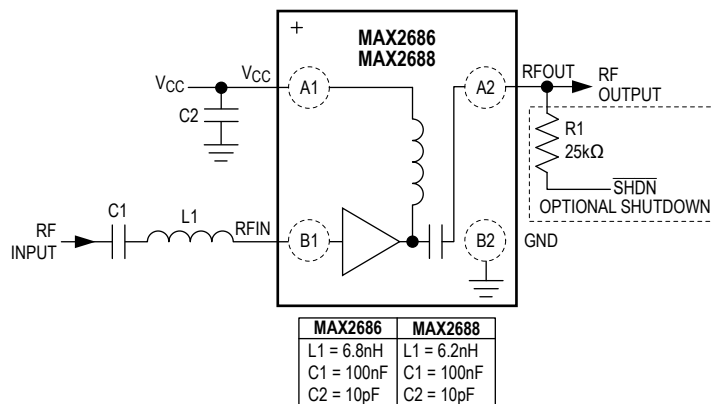 +
MAX2686
MAX2688
VCC
VCC
A1
A2
RFOUT
RF
OUTPUT
C2
R1
25kΩ
SHDN
OPTIONAL SHUTDOWN
C1
L1
RFIN
RF
INPUT
B1
B2
GND
MAX2686 MAX2688
L1 = 6.8nH L1 = 6.2nH
C1 = 100nF C1 = 100nF
C2 = 10pF C2 = 10pF